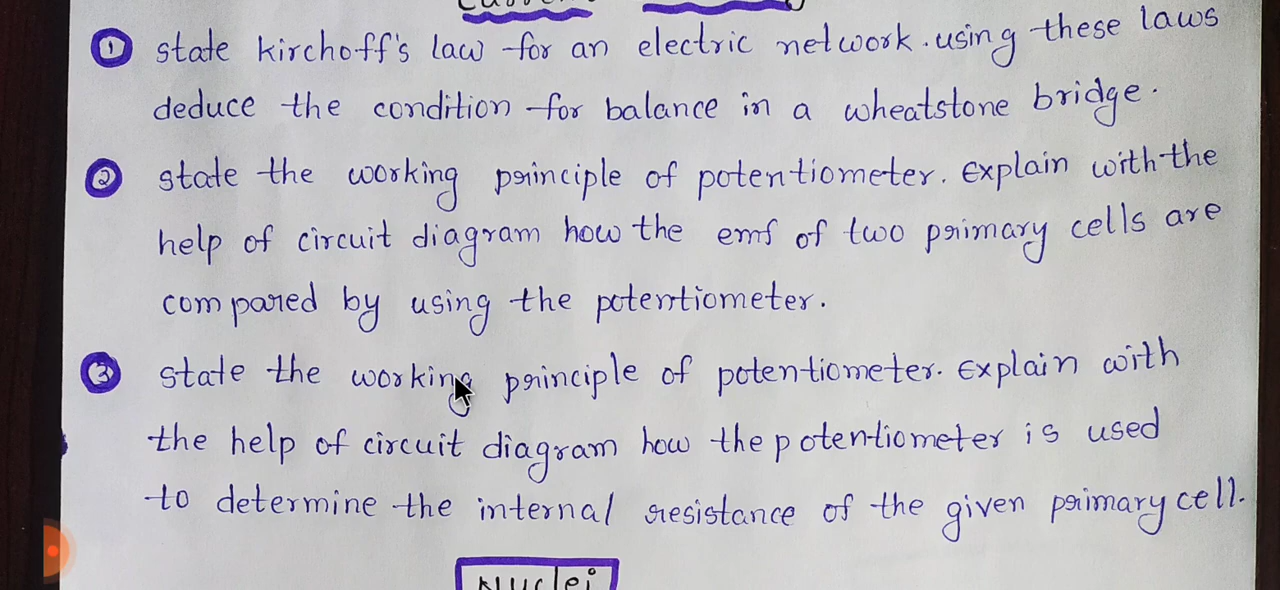 ① state kirchoff's law for an electric network. using these laws
deduce the condition for balance in a wheatstone bridge.
② state the working principle of potentiometer. Explain with the
help of circuit diagram how the emf of two primary cells are
compared by using the potentiometer.
③ state the working principle of potentiometer. Explain with
the help of circuit diagram how the potentiometer is used
to determine the internal resistance of the given primary cell.
Nuclei